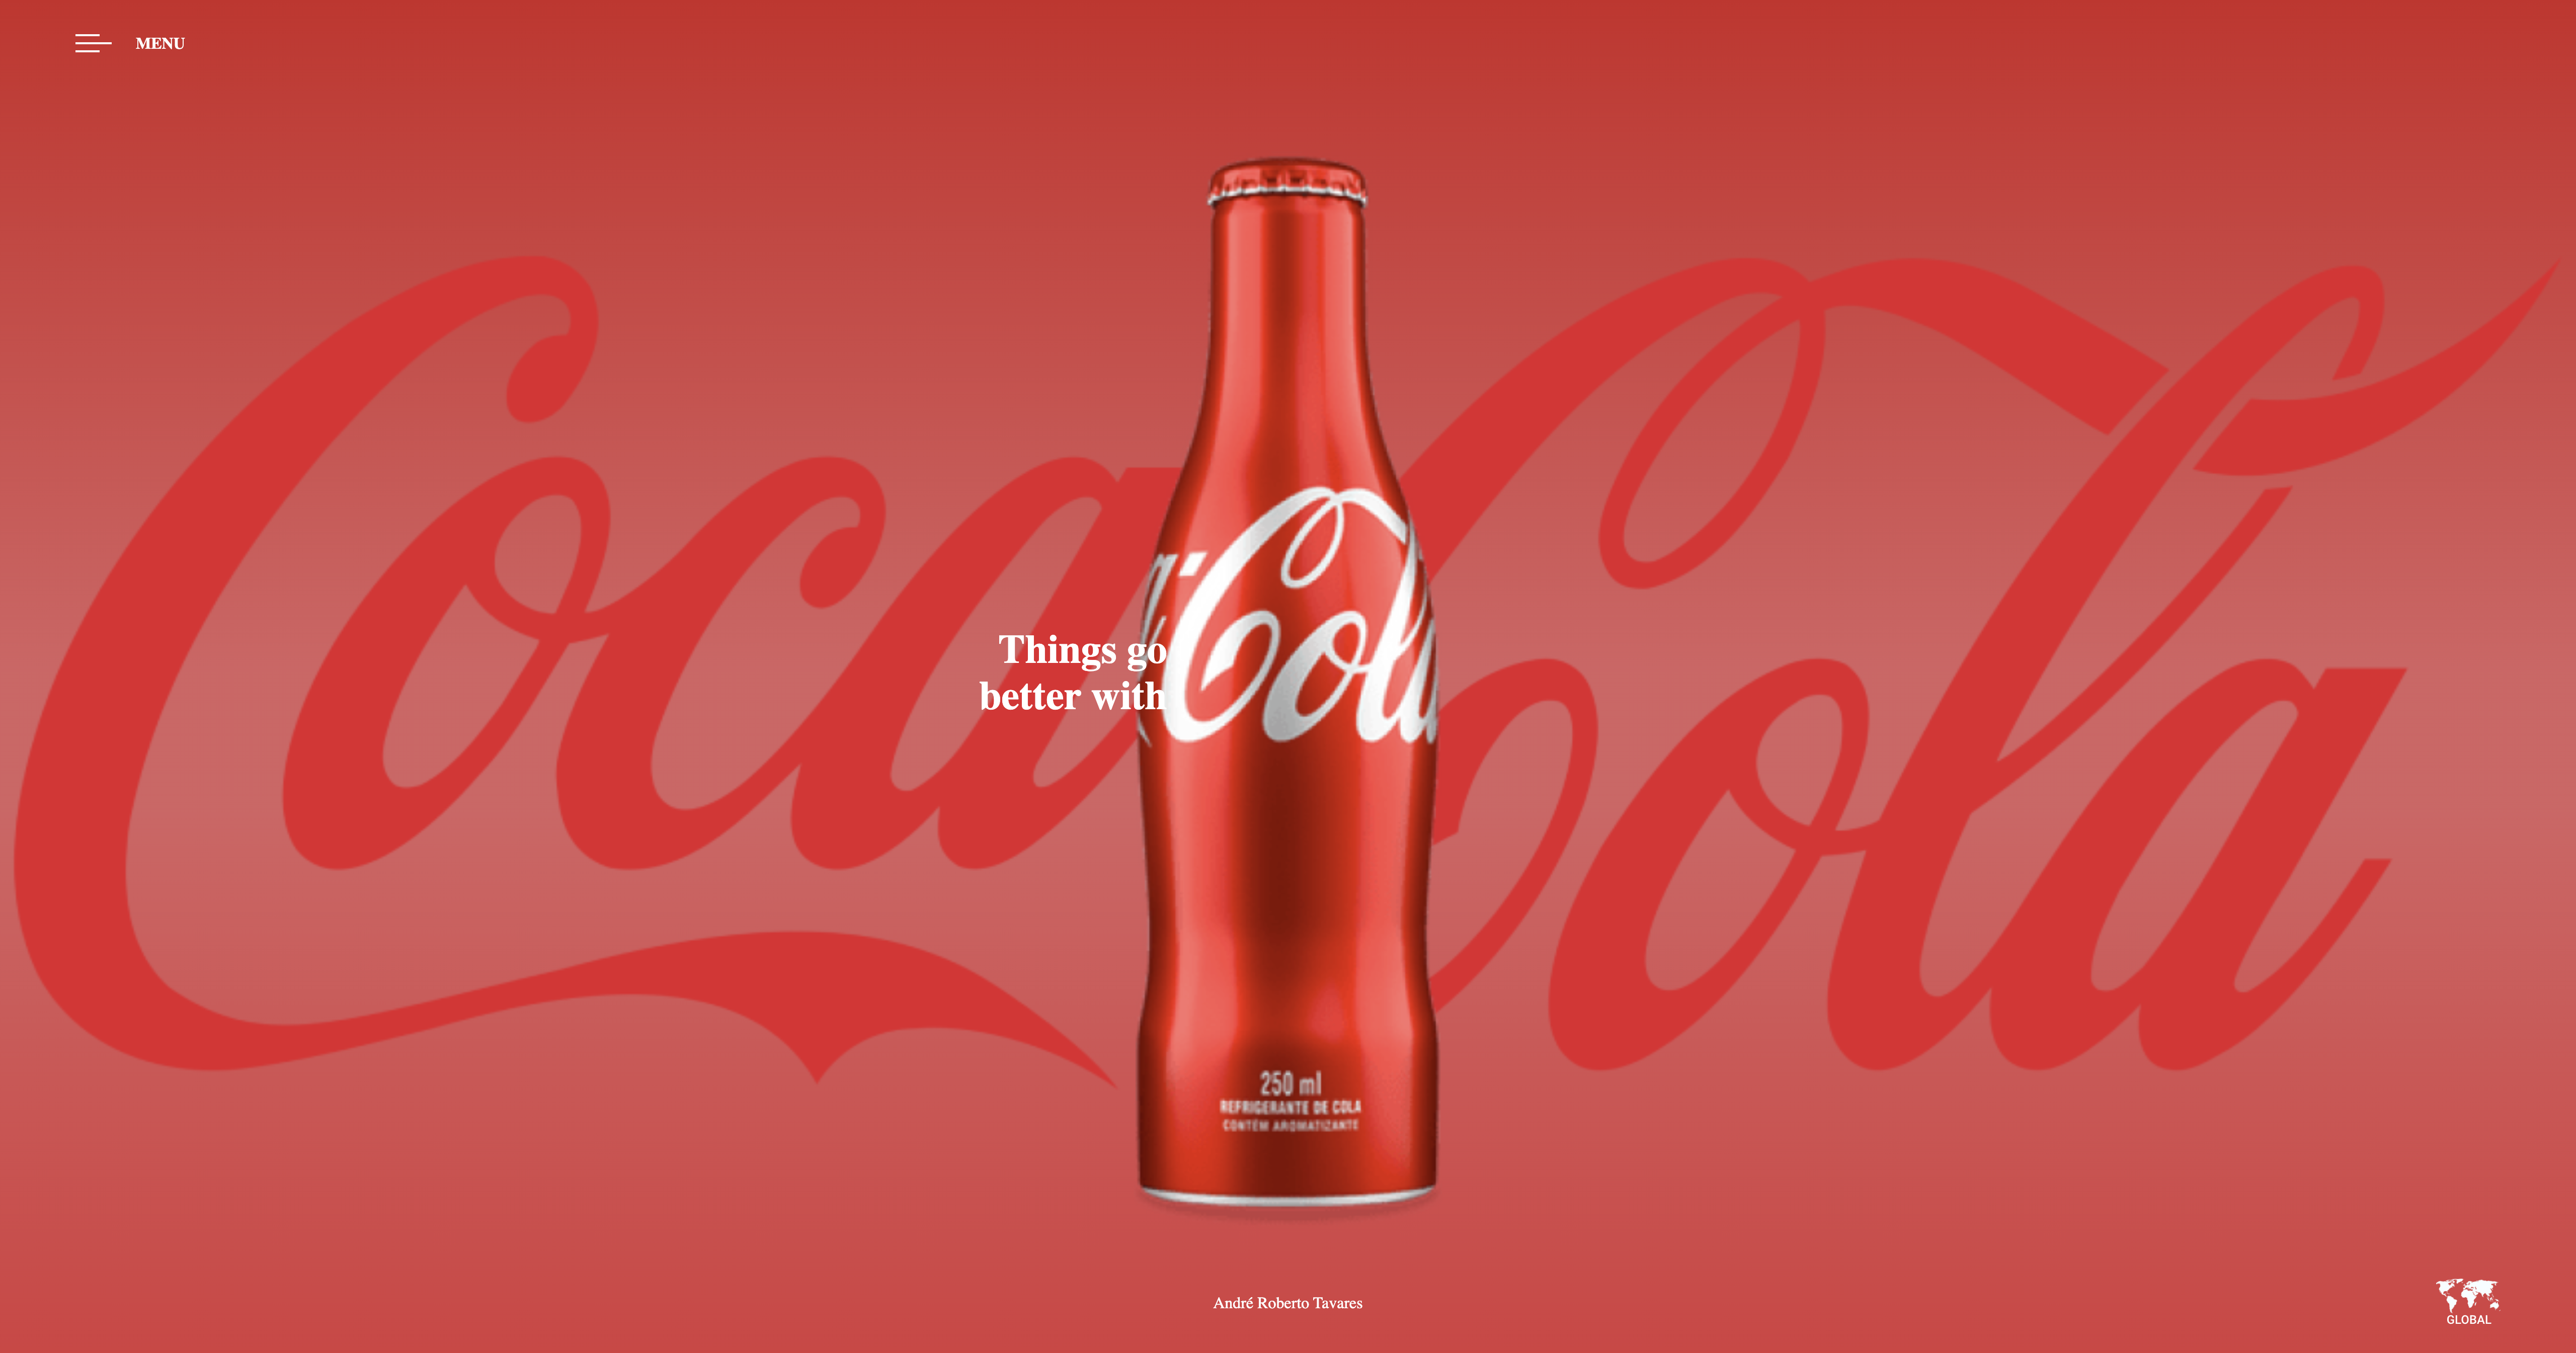 MENU
Coca-Cola
Things go
better with
a-Cola
250 ml
REFRIGERANTE DE COLA
CONTÉM AROMATIZANTE
André Roberto Tavares
GLOBAL